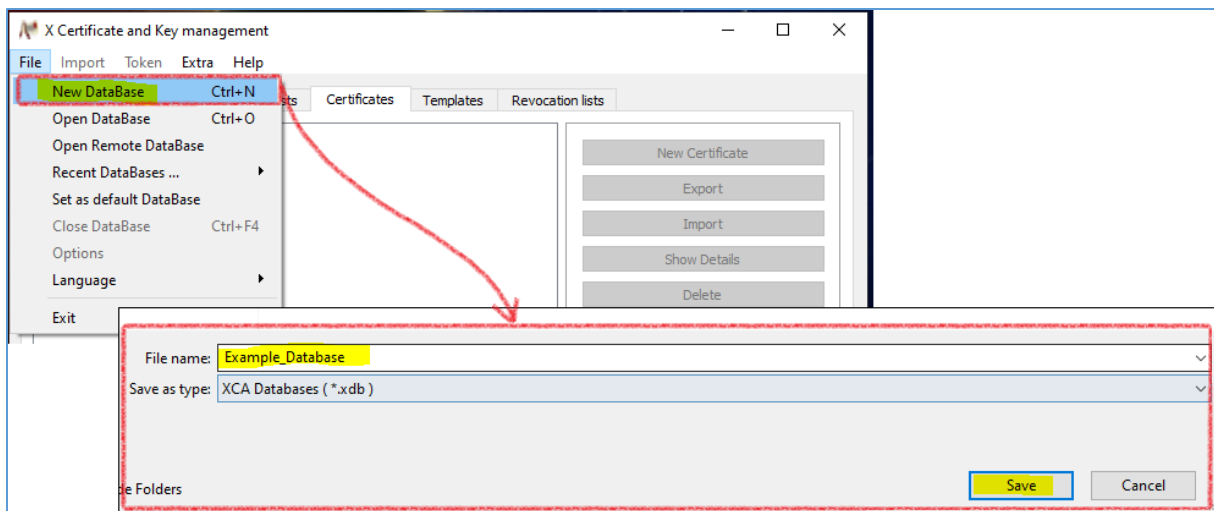 X Certificate and Key management
File Import Token Extra Help
New DataBase Ctrl+N
sts Certificates Templates Revocation lists
Open DataBase Ctrl+O
Open Remote DataBase
Recent DataBases ...
Set as default DataBase
Close DataBase Ctrl+F4
Options
Language
Exit
New Certificate
Export
Import
Show Details
Delete
File name: Example_Database
Save as type: XCA Databases ( *.xdb )
de Folders
Save Cancel